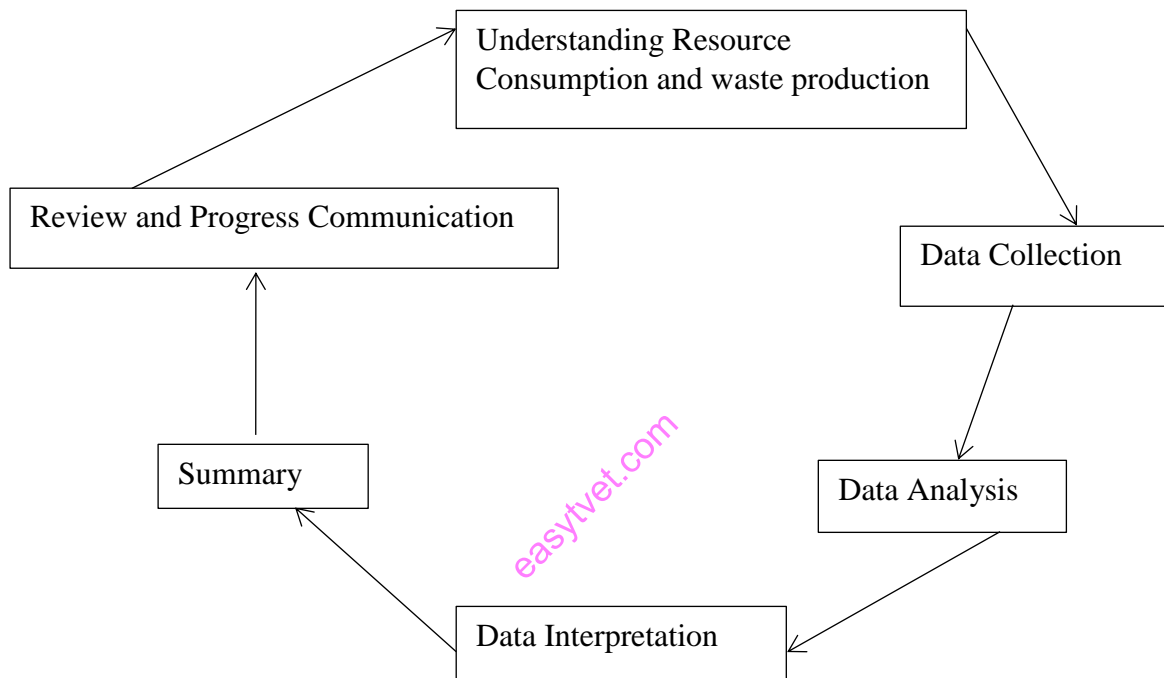 Understanding Resource
Consumption and waste production
Review and Progress Communication
Data Collection
Summary
Data Analysis
easytvet.com
Data Interpretation